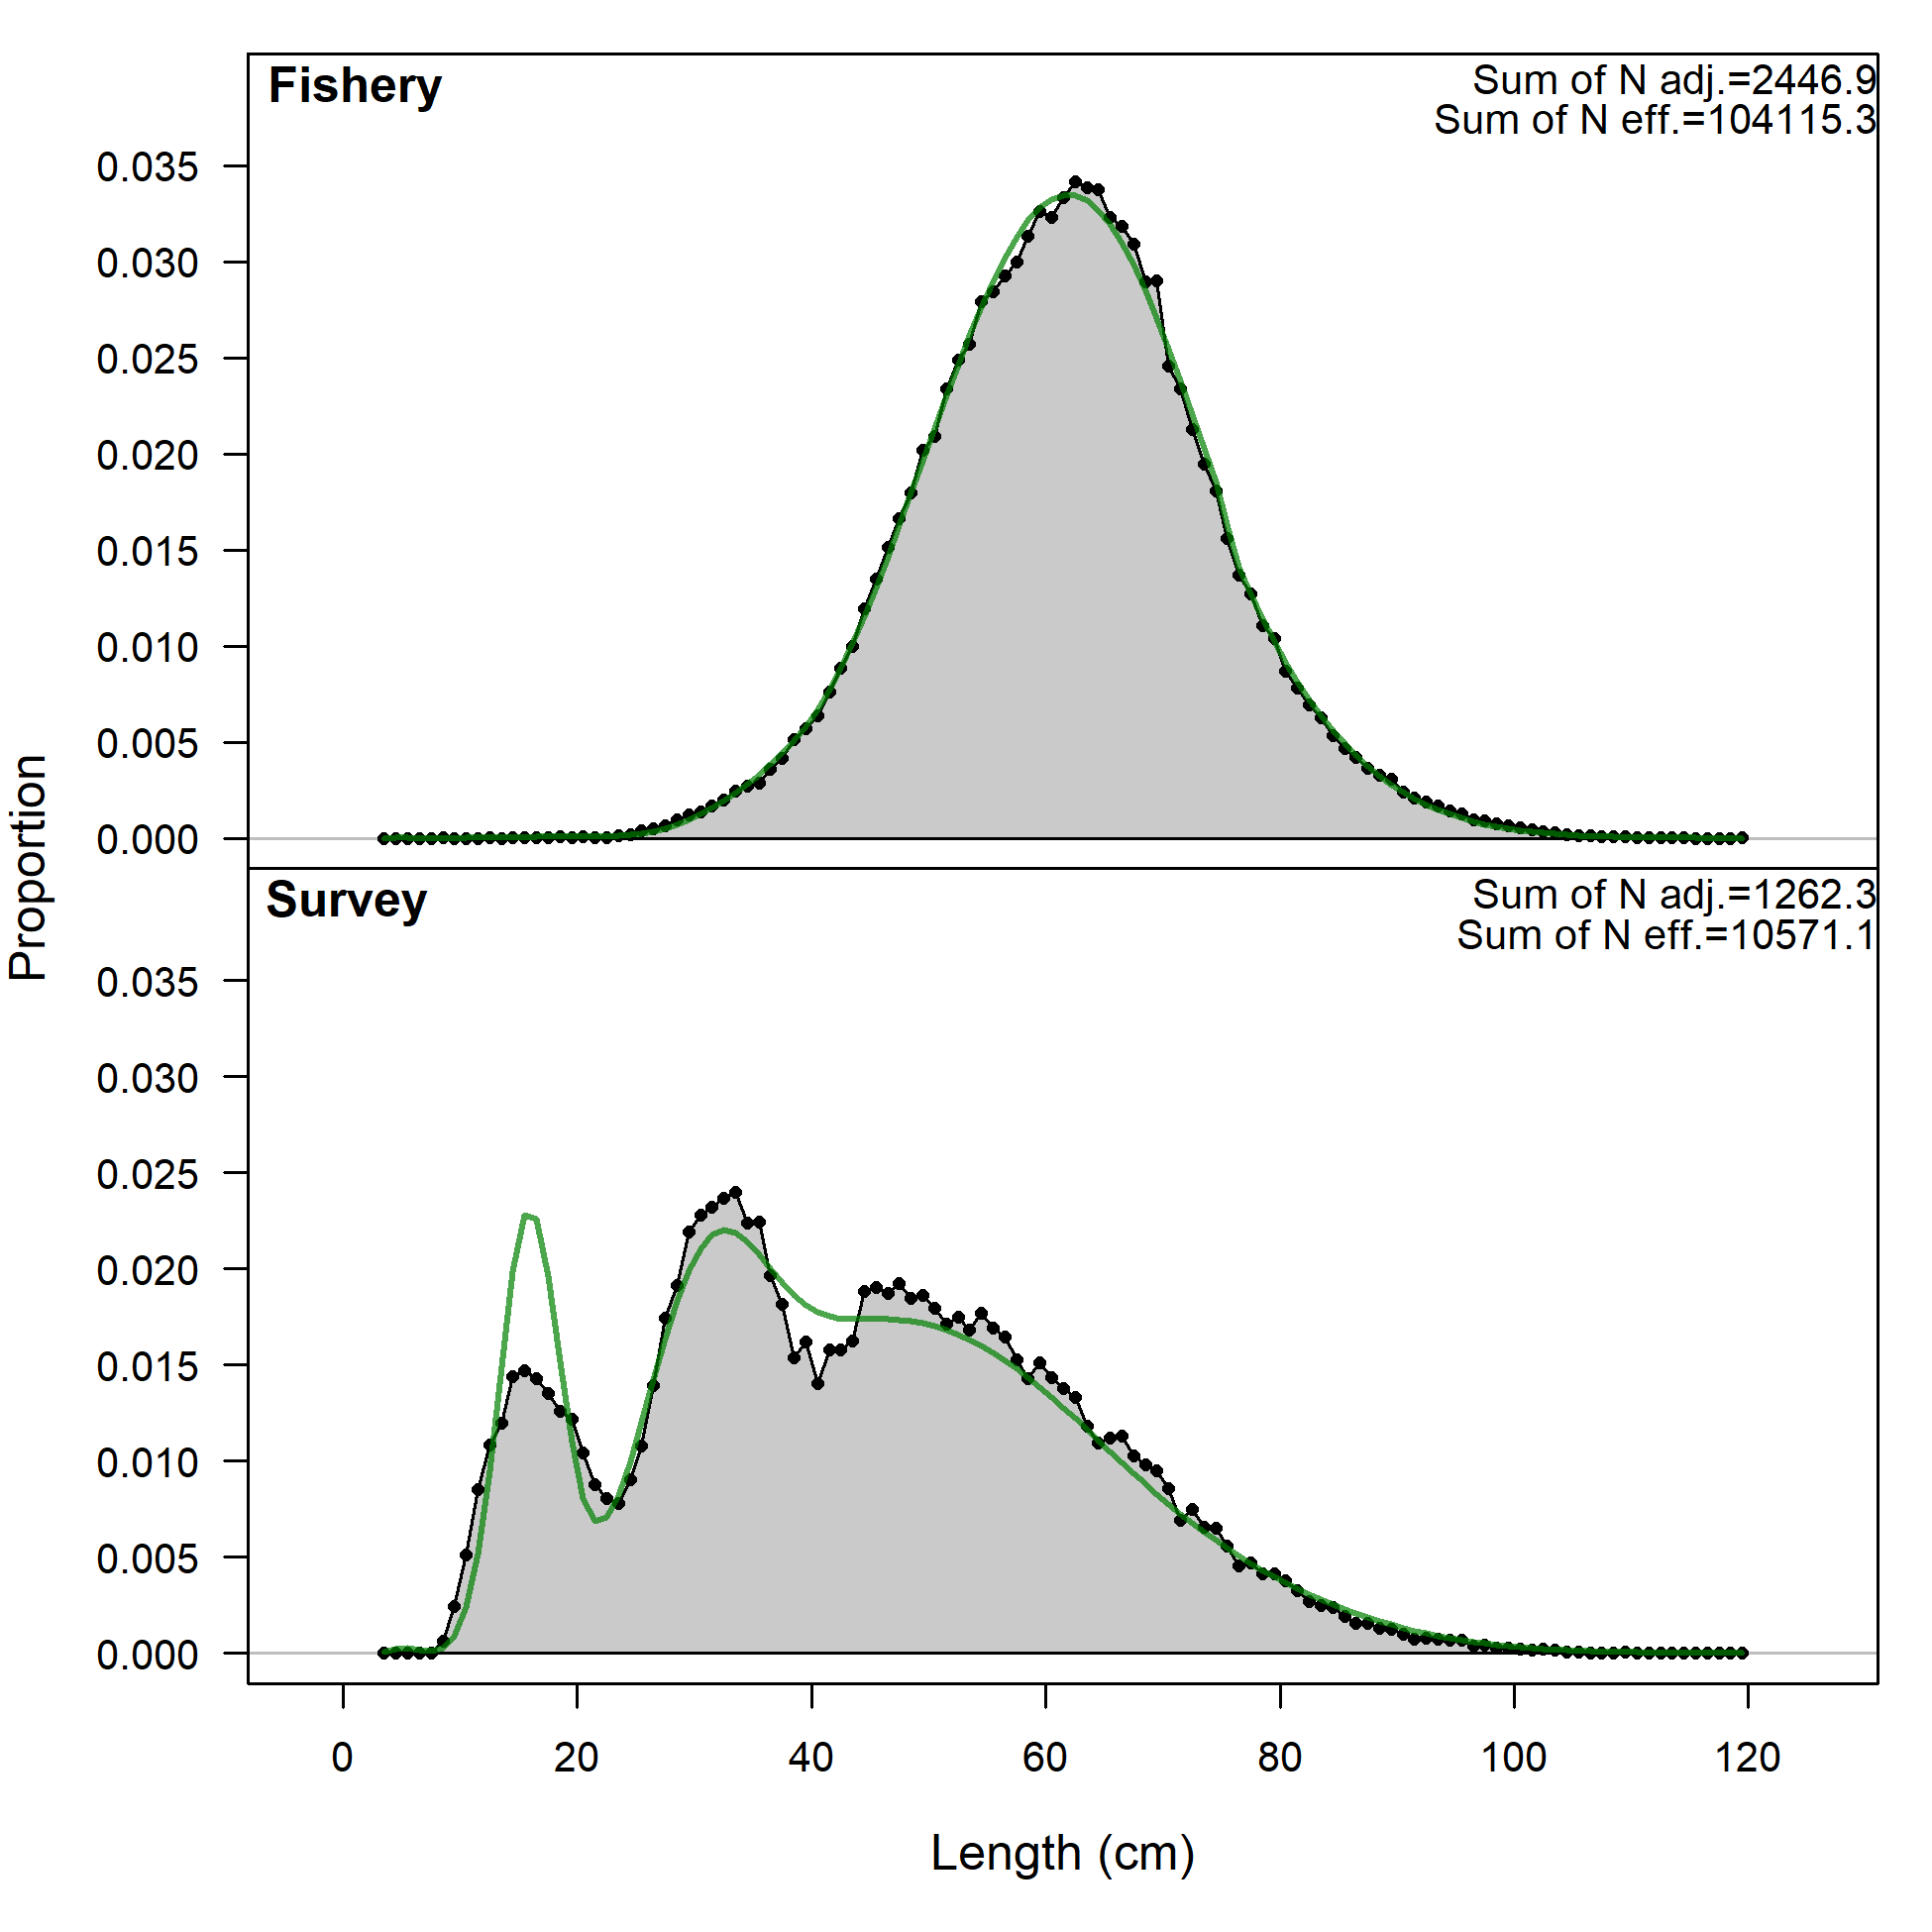 Fishery
Sum of N adj.=2446.9
Sum of N eff.=104115.3
0.035
0.030
0.025
0.020
0.015
0.010
0.005
0.000
Proportion
Survey
Sum of N adj.=1262.3
Sum of N eff.=10571.1
0.035
0.030
0.025
0.020
0.015
0.010
0.005
0.000
0 20 40 60 80 100 120
Length (cm)